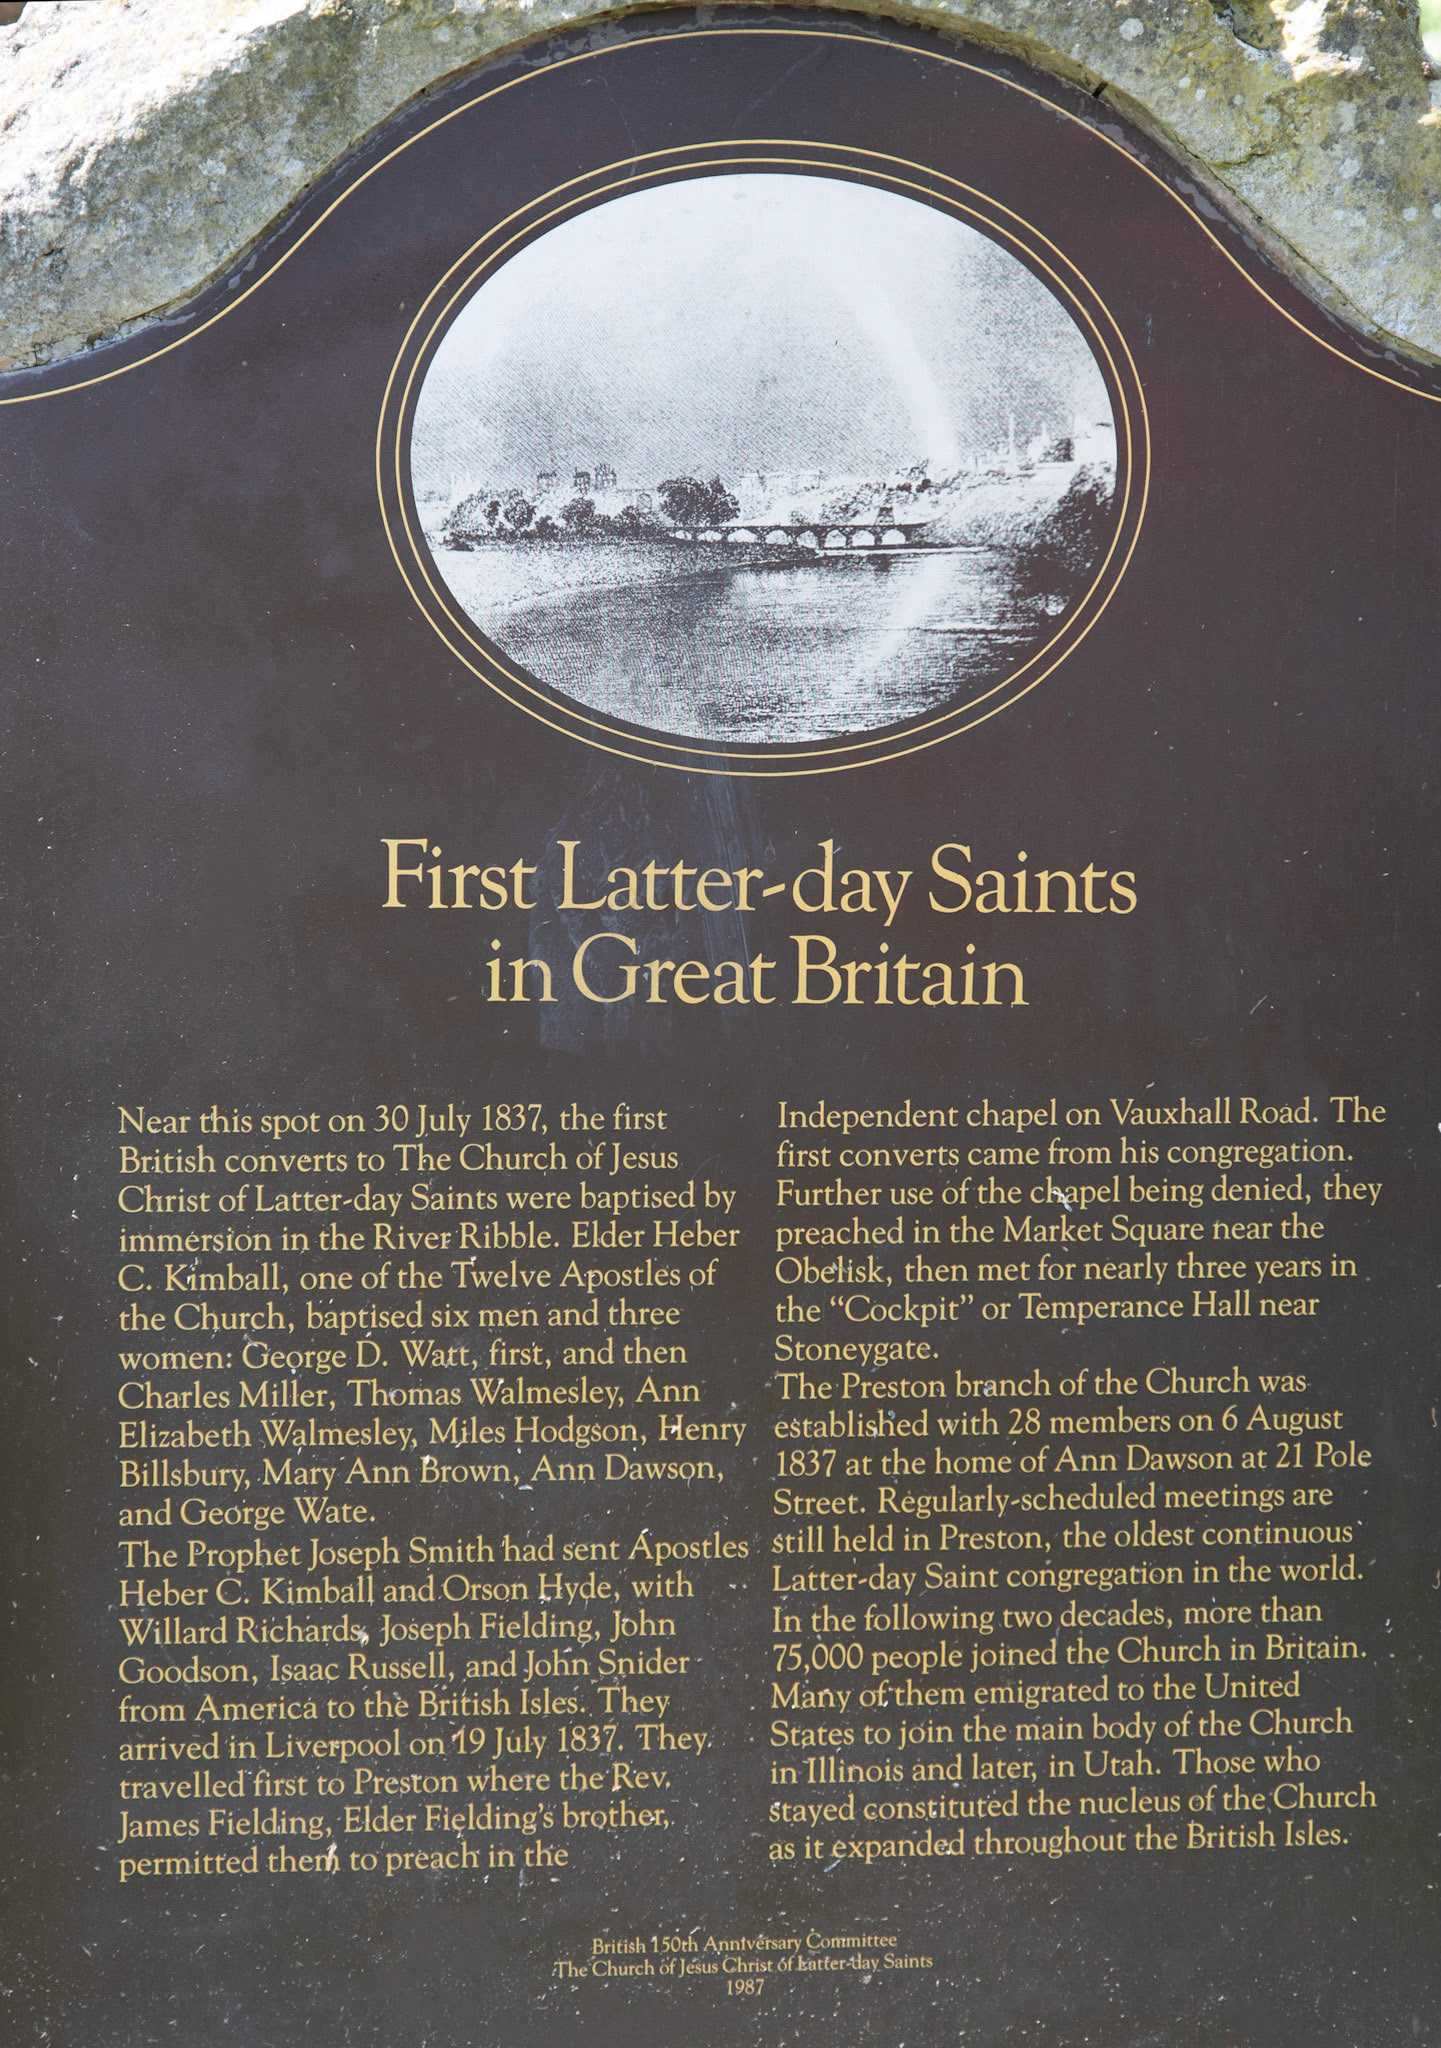 First Latter-day Saints
in Great Britain
Near this spot on 30 July 1837, the first
British converts to The Church of Jesus
Christ of Latter-day Saints were baptised by
immersion in the River Ribble. Elder Heber
C. Kimball, one of the Twelve Apostles of
the Church, baptised six men and three
women: George D. Watt, first, and then
Charles Miller, Thomas Walmesley, Ann
Elizabeth Walmesley, Miles Hodgson, Henry
Billsbury, Mary Ann Brown, Ann Dawson,
and George Wate.
The Prophet Joseph Smith had sent Apostles
Heber C. Kimball and Orson Hyde, with
Willard Richards, Joseph Fielding, John
Goodson, Isaac Russell, and John Snider
from America to the British Isles. They
arrived in Liverpool on 19 July 1837. They
travelled first to Preston where the Rev.
James Fielding, Elder Fielding's brother,
permitted them to preach in the
Independent chapel on Vauxhall Road. The
first converts came from his congregation.
Further use of the chapel being denied, they
preached in the Market Square near the
Obelisk, then met for nearly three years in
the “Cockpit” or Temperance Hall near
Stoneygate.
The Preston branch of the Church was
established with 28 members on 6 August
1837 at the home of Ann Dawson at 21 Pole
Street. Regularly-scheduled meetings are
still held in Preston, the oldest continuous
Latter-day Saint congregation in the world.
In the following two decades, more than
75,000 people joined the Church in Britain.
Many of them emigrated to the United
States to join the main body of the Church
in Illinois and later, in Utah. Those who
stayed constituted the nucleus of the Church
as it expanded throughout the British Isles.
British 150th Anniversary Committee
The Church of Jesus Christ of Latter-day Saints
1987